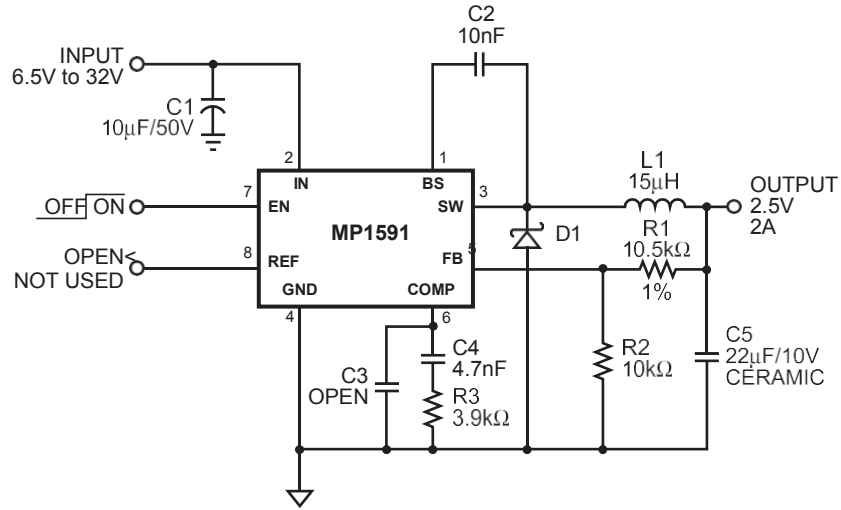 C2
10nF
INPUT
6.5V to 32V
C1
10μF/50V
2
1
IN
BS
L1
15μH
OFF ON
7
EN
SW
3
OUTPUT
2.5V
2A
MP1591
D1
R1
10.5kΩ
1%
OPEN<
NOT USED
8
REF
FB
5
GND
COMP
4
6
C4
4.7nF
C3
OPEN
R3
3.9kΩ
R2
10kΩ
C5
22μF/10V
CERAMIC